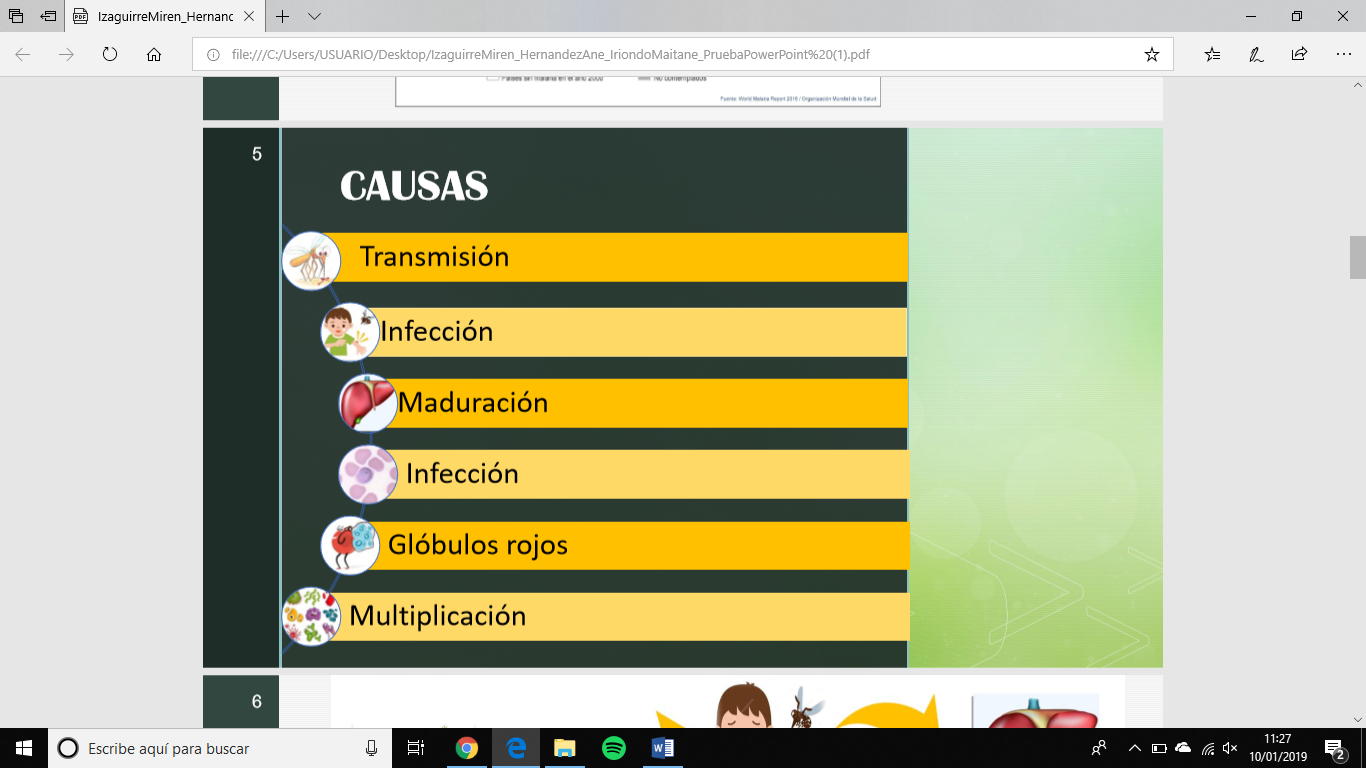 IzaguirreMiren_Hernanc
file:///C:/Users/USUARIO/Desktop/IzaguirreMiren_HernandezAne_IriondoMaitane_PruebaPowerPoint%20(1).pdf
Países sin malaria en el año 2000 No contemplados
Fuente: World Malaria Report 2016 / Organización Mundial de la Salud
5
CAUSAS
Transmisión
Infección
Maduración
Infección
Glóbulos rojos
Multiplicación
6
Escribe aquí para buscar
11:27
10/01/2019
2